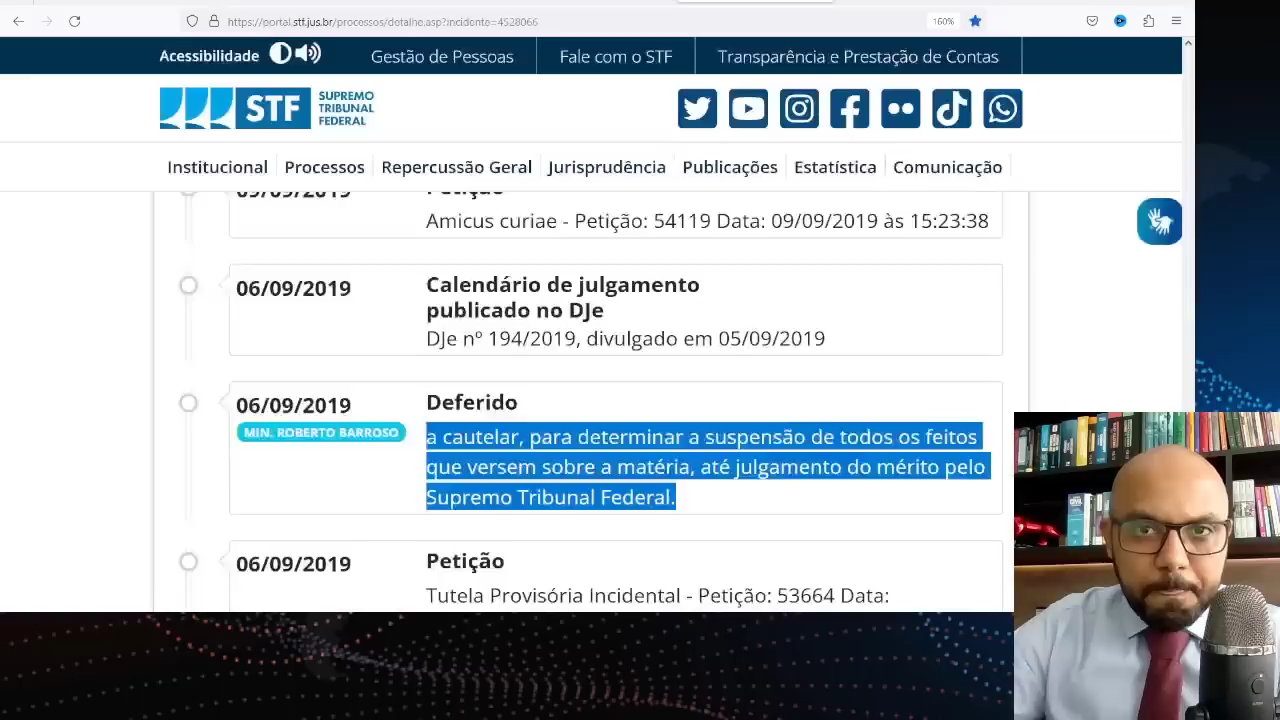 https://portal.stf.jus.br/processos/detalhe.asp?incidente=4528066
160%
Acessibilidade
Gestão de Pessoas
Fale com o STF
Transparência e Prestação de Contas
STF
SUPREMO
TRIBUNAL
FEDERAL
Institucional
Processos
Repercussão Geral
Jurisprudência
Publicações
Estatística
Comunicação
09/09/2019
Petição
Amicus curiae - Petição: 54119 Data: 09/09/2019 às 15:23:38
06/09/2019
Calendário de julgamento
publicado no DJe
DJe nº 194/2019, divulgado em 05/09/2019
06/09/2019
MIN. ROBERTO BARROSO
Deferido
a cautelar, para determinar a suspensão de todos os feitos
que versem sobre a matéria, até julgamento do mérito pelo
Supremo Tribunal Federal.
06/09/2019
Petição
Tutela Provisória Incidental - Petição: 53664 Data: